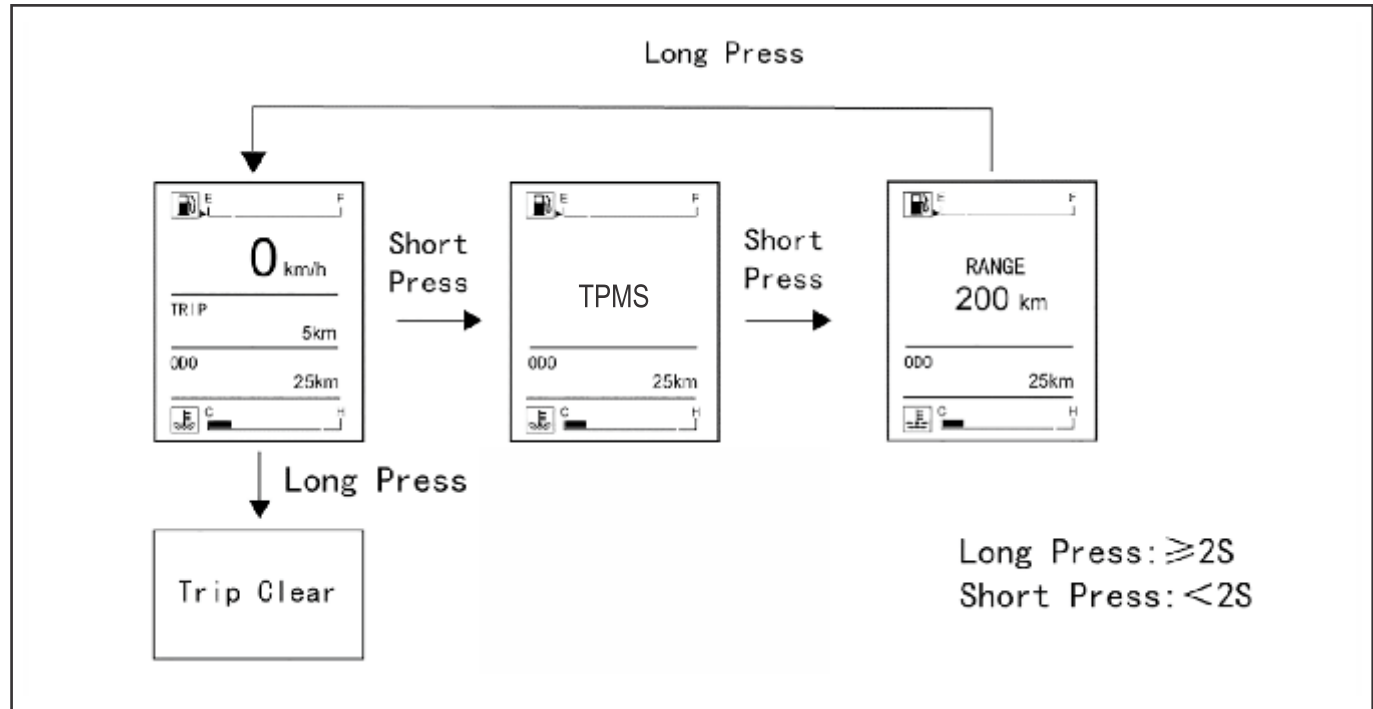 Long Press
E F
0 km/h
TRIP
5km
ODO
25km
C H
Short
Press
E F
TPMS
ODO
25km
C H
Short
Press
E F
RANGE
200 km
ODO
25km
C H
Long Press
Trip Clear
Long Press:≥2S
Short Press:<2S